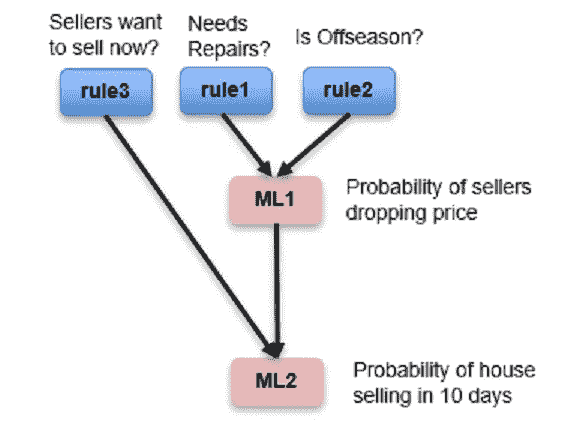 Sellers want
to sell now?
Needs
Repairs?
Is Offseason?
rule3
rule1
rule2
ML1
Probability of sellers
dropping price
ML2
Probability of house
selling in 10 days